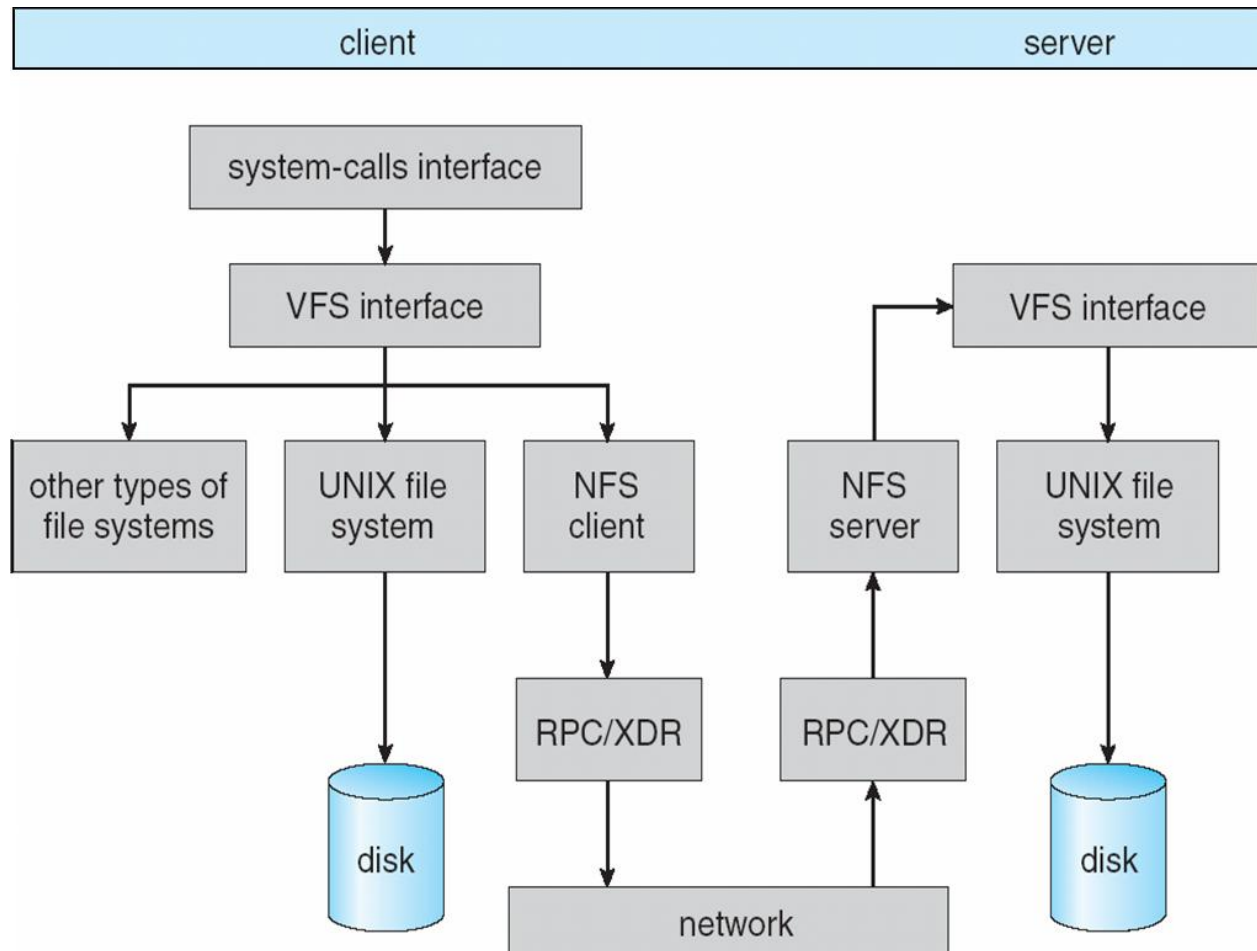 client
server
system-calls interface
VFS interface
VFS interface
other types of
file systems
UNIX file
system
NFS
client
NFS
server
UNIX file
system
RPC/XDR
RPC/XDR
disk
disk
network